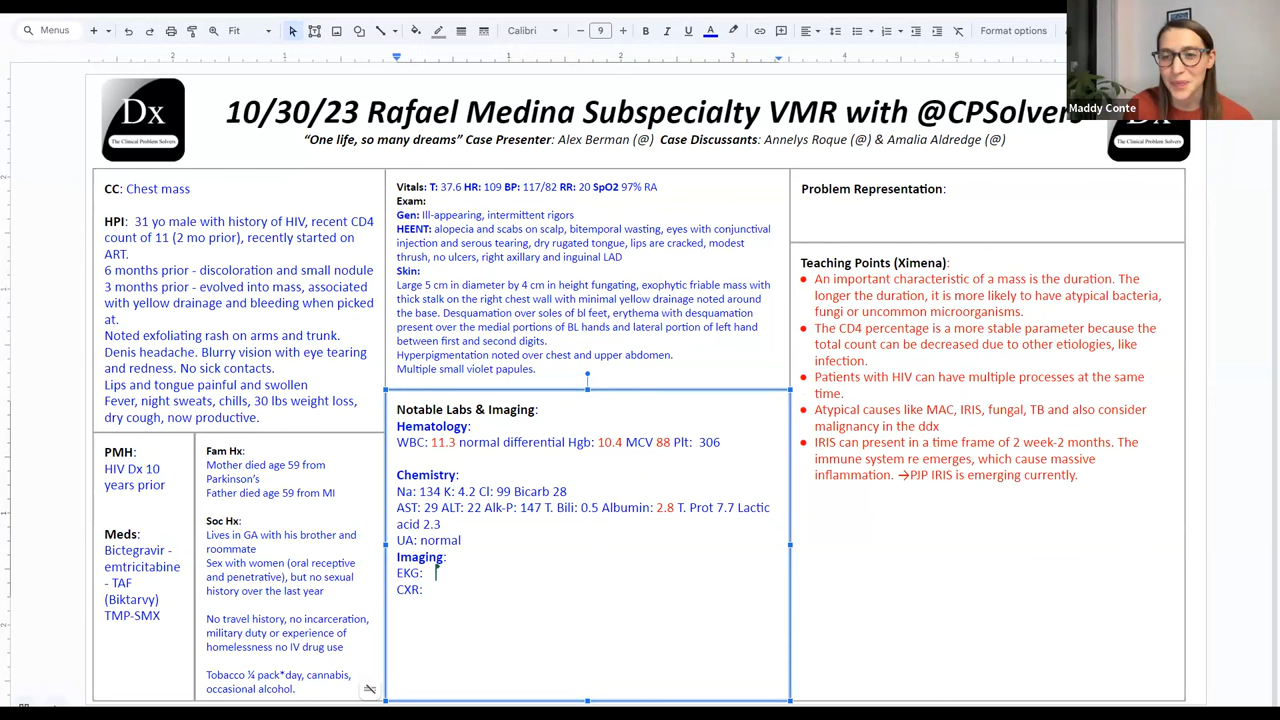 Menus
Fit
Calibri
9
Format options
Maddy Conte
2 1 1 2 3 4 5
Dx
The Clinical Problem Solvers
10/30/23 Rafael Medina Subspecialty VMR with @CPSolvers
"One life, so many dreams" Case Presenter: Alex Berman (@) Case Discussants: Annelys Roque (@) & Amalia Aldredge (@)
Dx
The Clinical Problem Solvers
CC: Chest mass
HPI: 31 yo male with history of HIV, recent CD4
count of 11 (2 mo prior), recently started on
ART.
6 months prior - discoloration and small nodule
3 months prior - evolved into mass, associated
with yellow drainage and bleeding when picked
at.
Noted exfoliating rash on arms and trunk.
Denis headache. Blurry vision with eye tearing
and redness. No sick contacts.
Lips and tongue painful and swollen
Fever, night sweats, chills, 30 lbs weight loss,
dry cough, now productive.
PMH:
HIV Dx 10
years prior
Meds:
Bictegravir -
emtricitabine
- TAF
(Biktarvy)
TMP-SMX
Fam Hx:
Mother died age 59 from
Parkinson's
Father died age 59 from MI
Soc Hx:
Lives in GA with his brother and
roommate
Sex with women (oral receptive
and penetrative), but no sexual
history over the last year
No travel history, no incarceration,
military duty or experience of
homelessness no IV drug use
Tobacco ¼ pack*day, cannabis,
occasional alcohol.
Vitals: T: 37.6 HR: 109 BP: 117/82 RR: 20 SpO2 97% RA
Exam:
Gen: Ill-appearing, intermittent rigors
HEENT: alopecia and scabs on scalp, bitemporal wasting, eyes with conjunctival
injection and serous tearing, dry rugated tongue, lips are cracked, modest
thrush, no ulcers, right axillary and inguinal LAD
Skin:
Large 5 cm in diameter by 4 cm in height fungating, exophytic friable mass with
thick stalk on the right chest wall with minimal yellow drainage noted around
the base. Desquamation over soles of bl feet, erythema with desquamation
present over the medial portions of BL hands and lateral portion of left hand
between first and second digits.
Hyperpigmentation noted over chest and upper abdomen.
Multiple small violet papules.
Notable Labs & Imaging:
Hematology:
WBC: 11.3 normal differential Hgb: 10.4 MCV 88 Plt: 306
Chemistry:
Na: 134 K: 4.2 Cl: 99 Bicarb 28
AST: 29 ALT: 22 Alk-P: 147 T. Bili: 0.5 Albumin: 2.8 T. Prot 7.7 Lactic
acid 2.3
UA: normal
Imaging:
EKG:
CXR:
Problem Representation:
Teaching Points (Ximena):
An important characteristic of a mass is the duration. The
longer the duration, it is more likely to have atypical bacteria,
fungi or uncommon microorganisms.
The CD4 percentage is a more stable parameter because the
total count can be decreased due to other etiologies, like
infection.
Patients with HIV can have multiple processes at the same
time.
Atypical causes like MAC, IRIS, fungal, TB and also consider
malignancy in the ddx
IRIS can present in a time frame of 2 week-2 months. The
immune system re emerges, which cause massive
inflammation. →PJP IRIS is emerging currently.